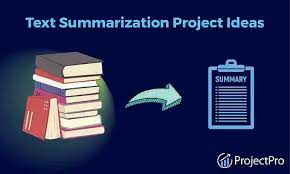 Text Summarization Project Ideas
SUMMARY
ProjectPro